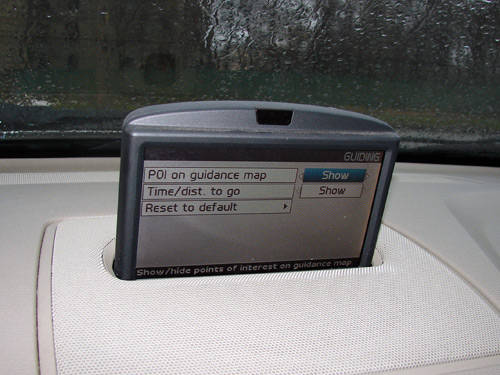 GUIDING
POI on guidance map Show
Time/dist. to go Show
Reset to default
Show/hide points of interest on guidance map.